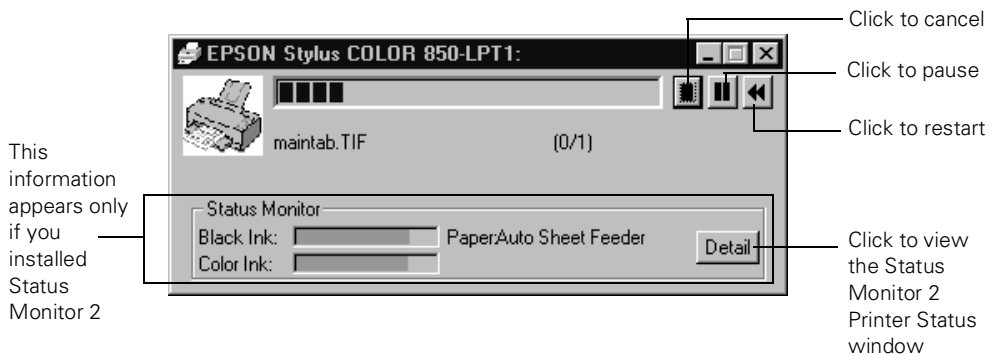 Click to cancel
EPSON Stylus COLOR 850-LPT1:
Click to pause
maintab.TIF (0/1)
Click to restart
This
information
appears only
if you
installed
Status
Monitor 2
Status Monitor
Black Ink: Paper:Auto Sheet Feeder
Color Ink:
Detail
Click to view
the Status
Monitor 2
Printer Status
window